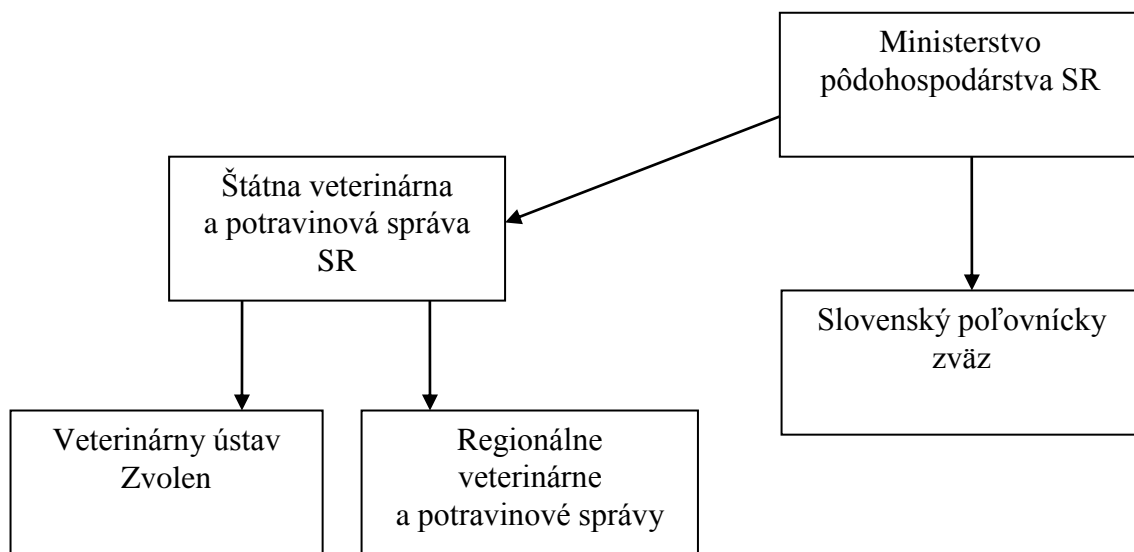 Ministerstvo
pôdohospodárstva SR
Štátna veterinárna
a potravinová správa
SR
Slovenský poľovnícky
zväz
Veterinárny ústav
Zvolen
Regionálne
veterinárne
a potravinové správy